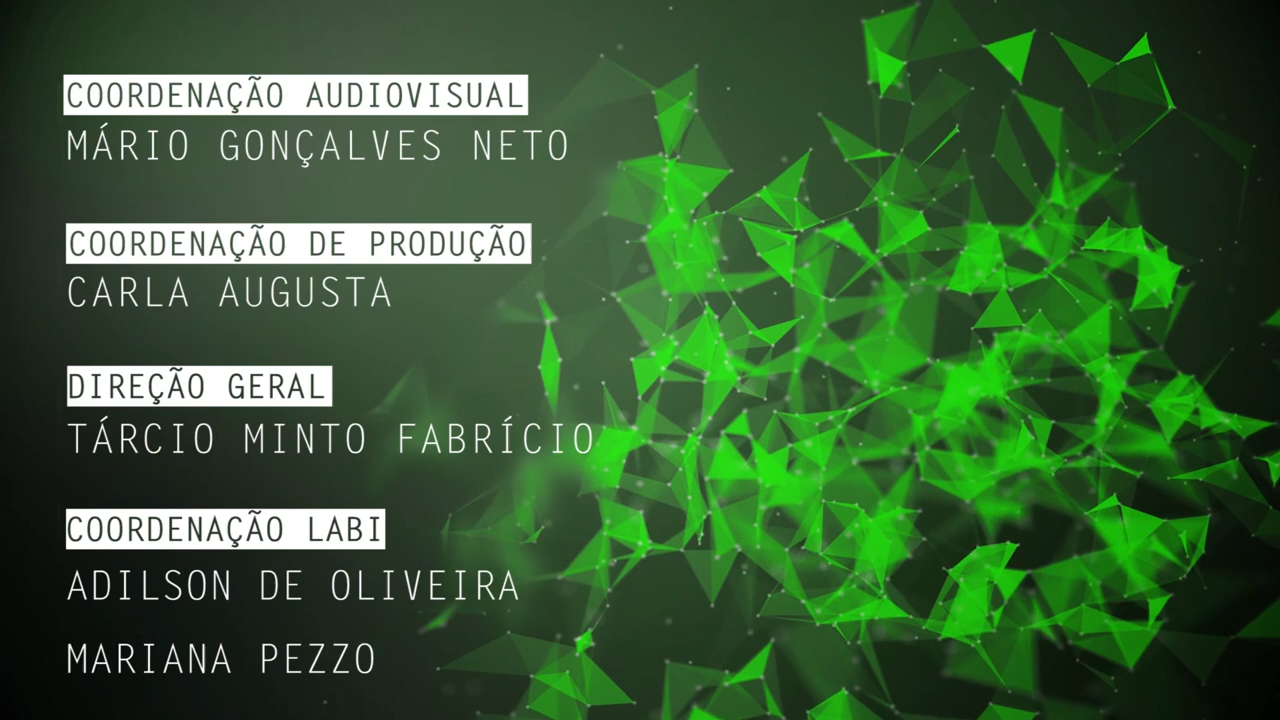 COORDENAÇÃO AUDIOVISUAL
MÁRIO GONÇALVES NETO
COORDENAÇÃO DE PRODUÇÃO
CARLA AUGUSTA
DIREÇÃO GERAL
TÁRCIO MINTO FABRÍCIO
COORDENAÇÃO LABI
ADILSON DE OLIVEIRA
MARIANA PEZZO